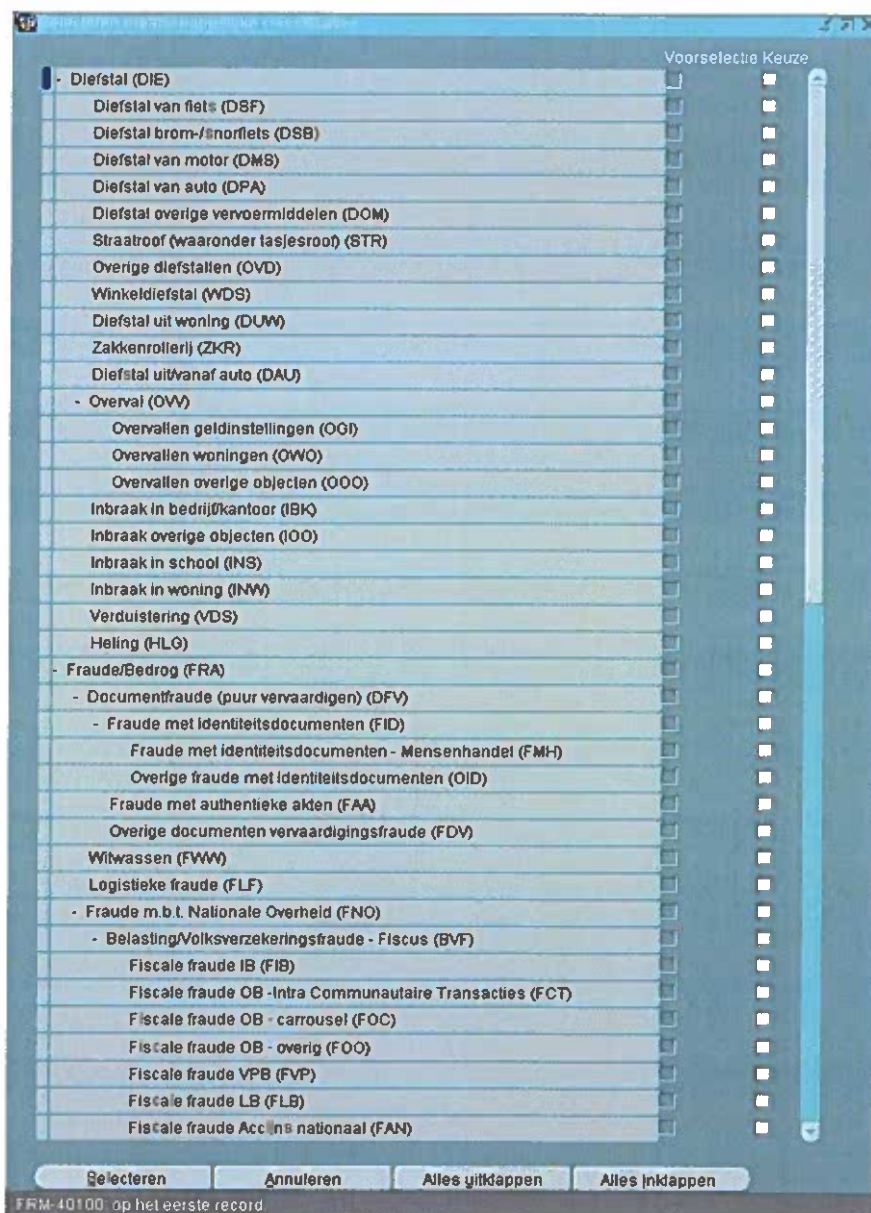 Voorselectie Keuze
- Diefstal (DIE)
Diefstal van fiets (DSF)
Diefstal brom-/snorfiets (DSB)
Diefstal van motor (DMS)
Diefstal van auto (DPA)
Diefstal overige vervoermiddelen (DOM)
Straatroof (waaronder tasjesroof) (STR)
Overige diefstallen (OVD)
Winkeldiefstal (WDS)
Diefstal uit woning (DUW)
Zakkenrollerij (ZKR)
Diefstal uit/vanaf auto (DAU)
- Overval (OVV)
Overvallen geldinstellingen (OGI)
Overvallen woningen (OWO)
Overvallen overige objecten (OOO)
Inbraak in bedrijf/kantoor (IBK)
Inbraak overige objecten (IOO)
Inbraak in school (INS)
Inbraak in woning (INW)
Verduistering (VDS)
Heling (HLG)
- Fraude/Bedrog (FRA)
- Documentfraude (puur vervaardigen) (DFV)
- Fraude met identiteitsdocumenten (FID)
Fraude met identiteitsdocumenten - Mensenhandel (FMH)
Overige fraude met identiteitsdocumenten (OID)
Fraude met authentieke akten (FAA)
Overige documenten vervaardigingsfraude (FDV)
Witwassen (FWW)
Logistieke fraude (FLF)
- Fraude m.b.t. Nationale Overheid (FNO)
- Belasting/Volksverzekeringsfraude - Fiscus (BVF)
Fiscale fraude IB (FIB)
Fiscale fraude OB -Intra Communautaire Transacties (FCT)
Fiscale fraude OB - carrousel (FOC)
Fiscale fraude OB - overig (FOO)
Fiscale fraude VPB (FVP)
Fiscale fraude LB (FLB)
Fiscale fraude Accijns nationaal (FAN)
Selecteren Annuleren Alles uitklappen Alles inklappen
FRM-40100: op het eerste record